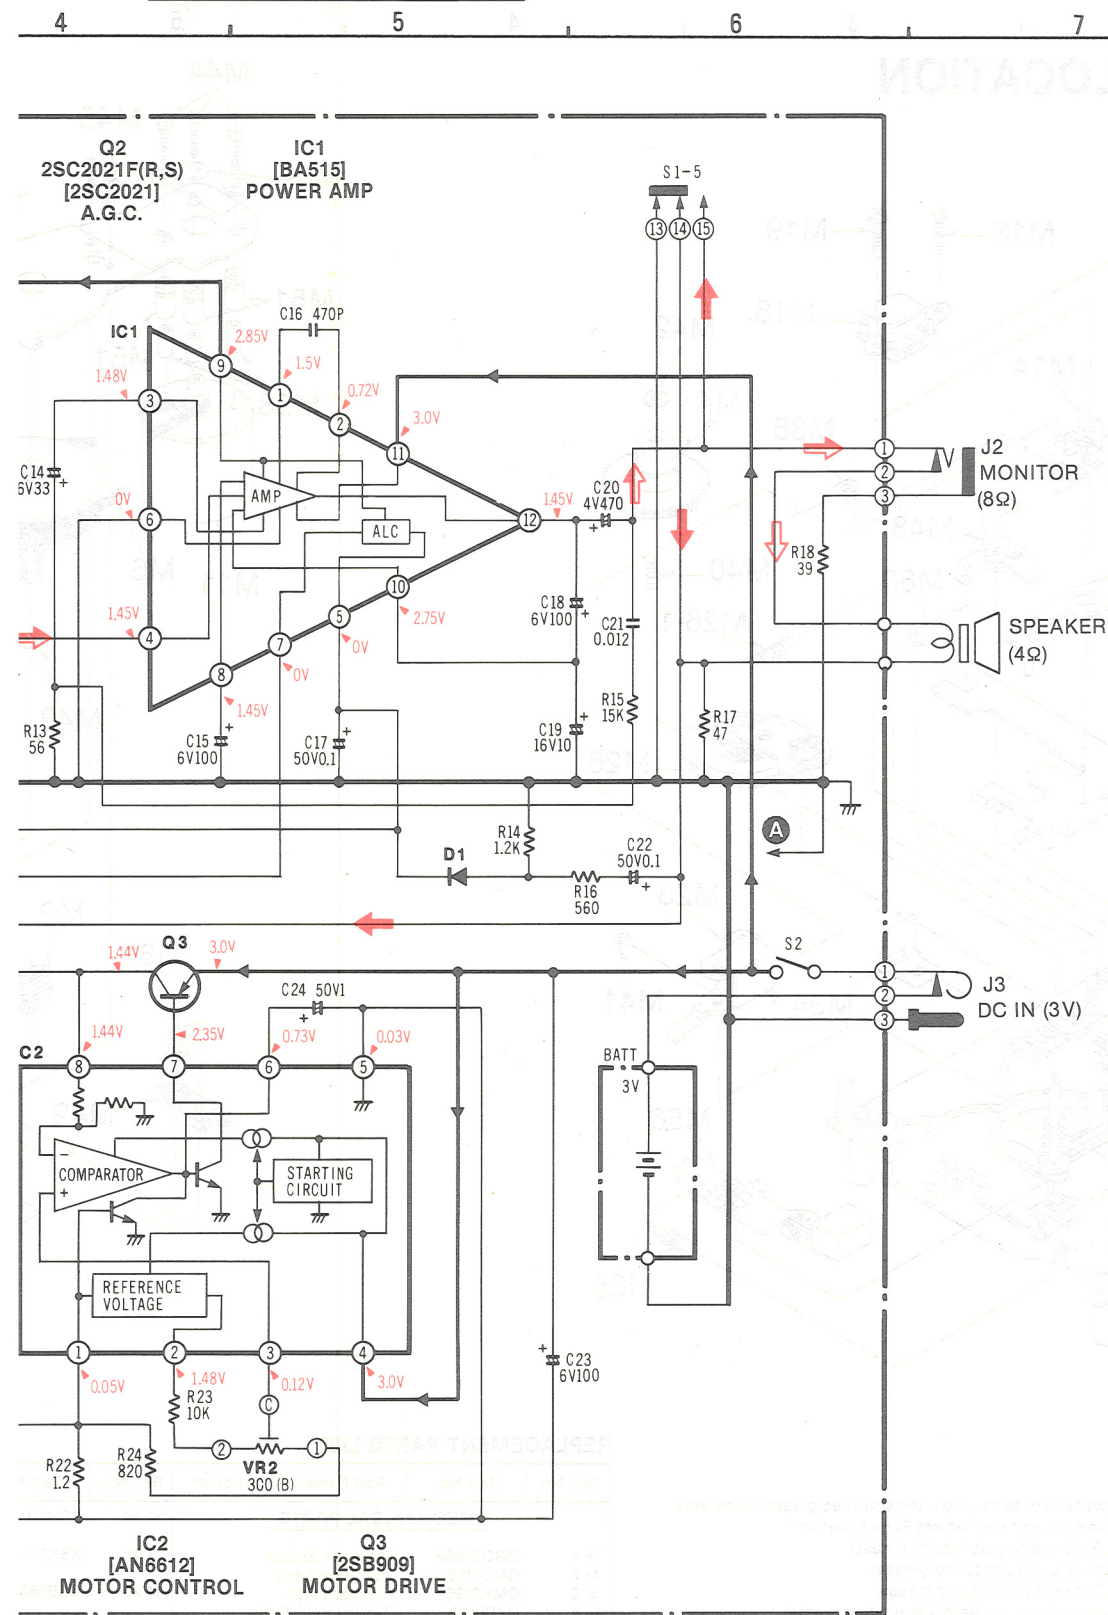 4 5 6 7
Q2
2SC2021F(R,S)
[2SC2021]
A.G.C.
IC1
[BA515]
POWER AMP
S1-5
13 14 15
IC1
C16 470P
9 2.85V
1 1.5V
2 0.72V
11 3.0V
1.48V 3
C14
6V33 +
0V 6
AMP
ALC
12 1.45V
C20
4V470
+
1.45V 4
10 2.75V
5 0V
7 0V
8 1.45V
C18
6V100 +
C21
0.012
R15
15K
C19
16V10 +
R17
47
R13
56
C15
6V100 +
C17
50V0.1 +
1
2
3
J2
MONITOR
(8Ω)
R18
39
SPEAKER
(4Ω)
A
R14
1.2K
D1
R16
560
C22
50V0.1
+
Q3
1.44V 3.0V
S2
1
2
3
J3
DC IN (3V)
C24 50V1
+
1.44V 2.35V 0.73V 0.03V
C2
8 7 6 5
BATT
3V
−
COMPARATOR
+
STARTING
CIRCUIT
REFERENCE
VOLTAGE
1 2 3 4
0.05V 1.48V 0.12V 3.0V
R23
10K
C
+
C23
6V100
R22
1.2
R24
820
2 1
VR2
300 (B)
IC2
[AN6612]
MOTOR CONTROL
Q3
[2SB909]
MOTOR DRIVE